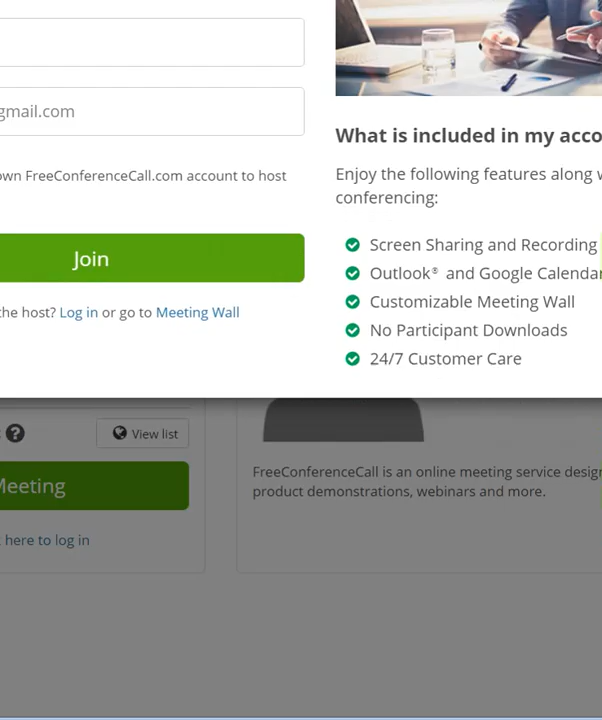 gmail.com
own FreeConferenceCall.com account to host
Join
the host? Log in or go to Meeting Wall
What is included in my acco
Enjoy the following features along w
conferencing:
Screen Sharing and Recording
Outlook® and Google Calendar
Customizable Meeting Wall
No Participant Downloads
24/7 Customer Care
View list
Meeting
here to log in
FreeConferenceCall is an online meeting service design
product demonstrations, webinars and more.